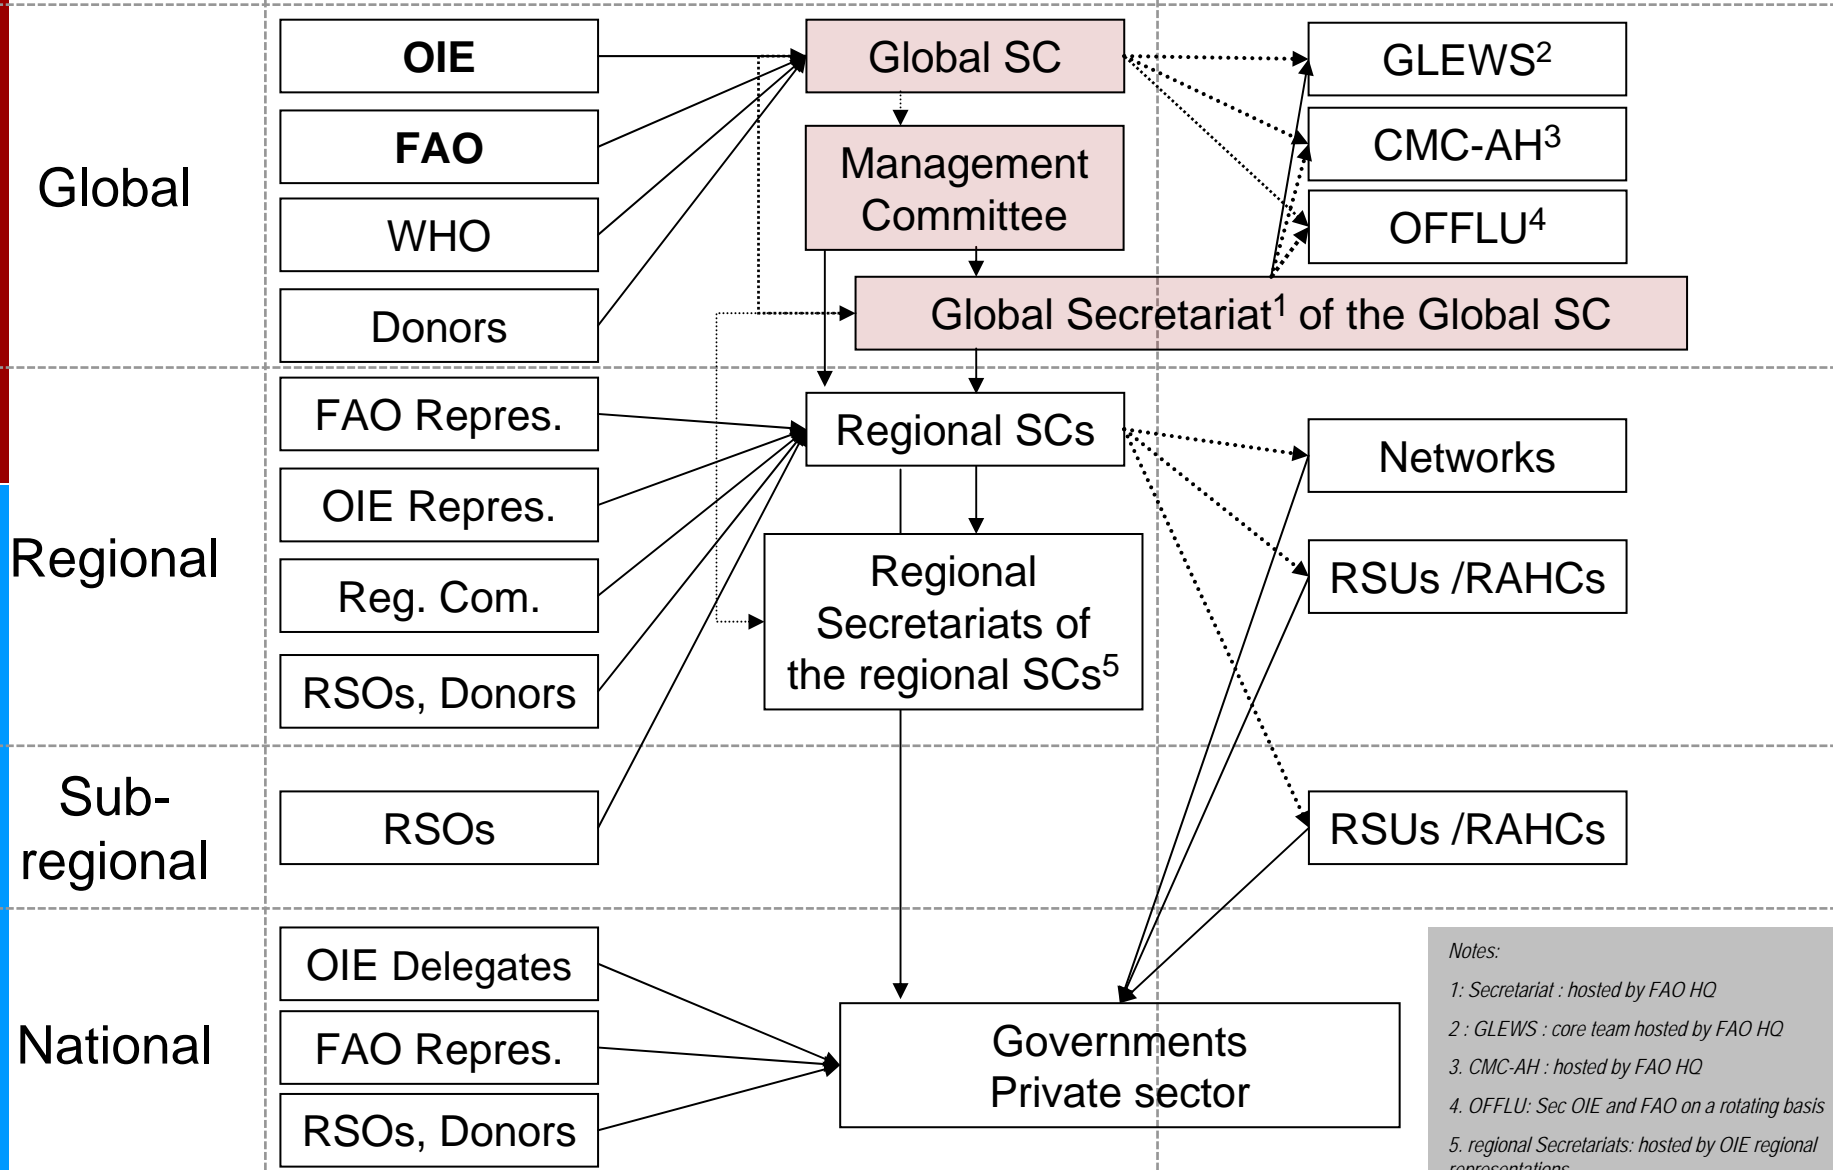 Global
OIE
FAO
WHO
Donors
Global SC
Management
Committee
Global Secretariat1 of the Global SC
GLEWS2
CMC-AH3
OFFLU4
Regional
FAO Repres.
OIE Repres.
Reg. Com.
RSOs, Donors
Regional SCs
Regional
Secretariats of
the regional SCs5
Networks
RSUs /RAHCs
Sub-
regional
RSOs
RSUs /RAHCs
National
OIE Delegates
FAO Repres.
RSOs, Donors
Governments
Private sector
Notes:
1: Secretariat : hosted by FAO HQ
2 : GLEWS : core team hosted by FAO HQ
3. CMC-AH : hosted by FAO HQ
4. OFFLU: Sec OIE and FAO on a rotating basis
5. regional Secretariats: hosted by OIE regional
representations